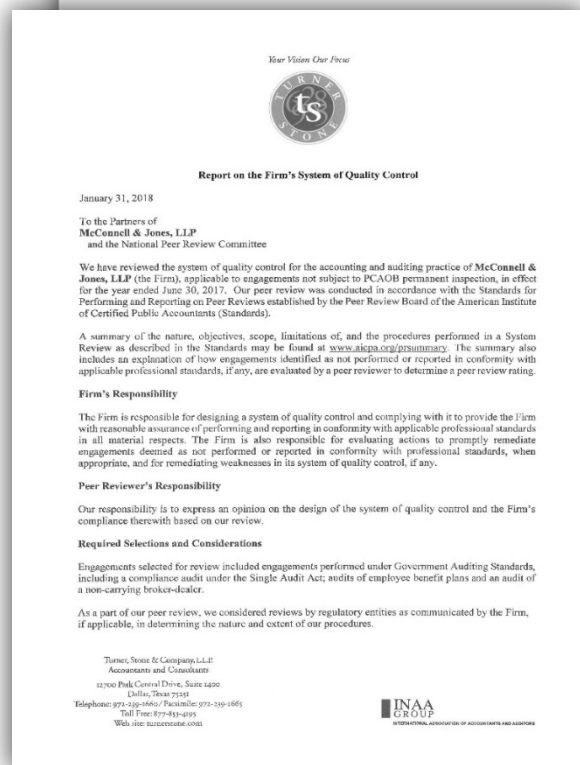 Your Vision Our Focus
TURNER
ts
STONE
Report on the Firm's System of Quality Control
January 31, 2018
To the Partners of
McConnell & Jones, LLP
and the National Peer Review Committee
We have reviewed the system of quality control for the accounting and auditing practice of McConnell &
Jones, LLP (the Firm), applicable to engagements not subject to PCAOB permanent inspection, in effect
for the year ended June 30, 2017. Our peer review was conducted in accordance with the Standards for
Performing and Reporting on Peer Reviews established by the Peer Review Board of the American Institute
of Certified Public Accountants (Standards).
A summary of the nature, objectives, scope, limitations of, and the procedures performed in a System
Review as described in the Standards may be found at www.aicpa.org/prsummary. The summary also
includes an explanation of how engagements identified as not performed or reported in conformity with
applicable professional standards, if any, are evaluated by a peer reviewer to determine a peer review rating.
Firm's Responsibility
The Firm is responsible for designing a system of quality control and complying with it to provide the Firm
with reasonable assurance of performing and reporting in conformity with applicable professional standards
in all material respects. The Firm is also responsible for evaluating actions to promptly remediate
engagements deemed as not performed or reported in conformity with professional standards, when
appropriate, and for remediating weaknesses in its system of quality control, if any.
Peer Reviewer's Responsibility
Our responsibility is to express an opinion on the design of the system of quality control and the Firm's
compliance therewith based on our review.
Required Selections and Considerations
Engagements selected for review included engagements performed under Government Auditing Standards,
including a compliance audit under the Single Audit Act; audits of employee benefit plans and an audit of
a non-carrying broker-dealer.
As a part of our peer review, we considered reviews by regulatory entities as communicated by the Firm,
if applicable, in determining the nature and extent of our procedures.
Turner, Stone & Company, L.L.P.
Accountants and Consultants
12700 Park Central Drive, Suite 1400
Dallas, Texas 75251
Telephone: 972-239-1660/ Facsimile: 972-239-1665
Toll Free: 877-853-4195
Web site: turnerstone.com
INAA
GROUP
INTERNATIONAL ASSOCIATION OF ACCOUNTANTS AND AUDITORS